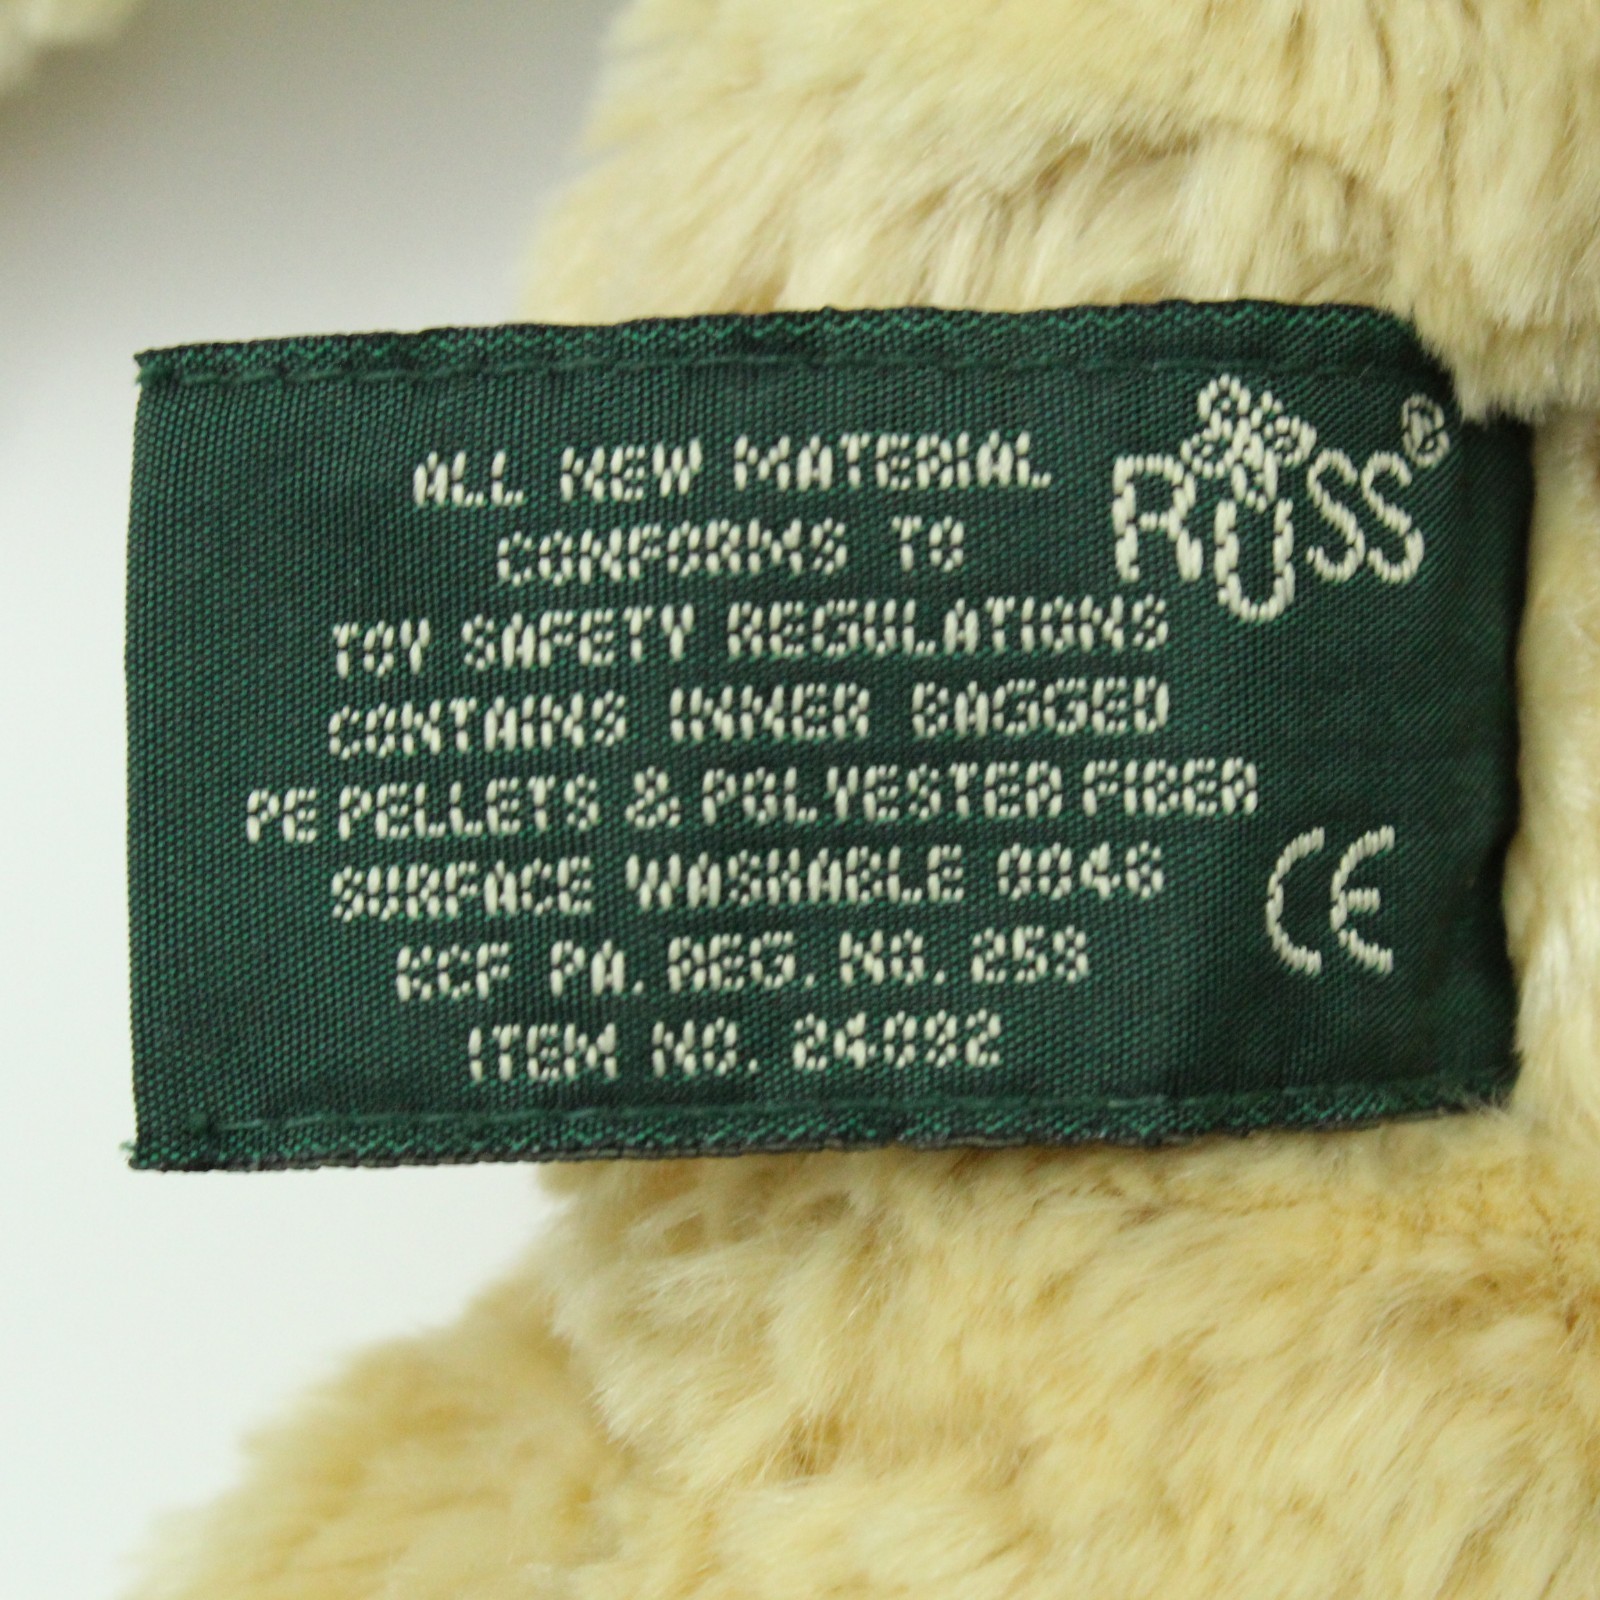 RUSS®
ALL NEW MATERIAL
CONFORMS TO
TOY SAFETY REGULATIONS
CONTAINS INNER BAGGED
PE PELLETS & POLYESTER FIBER
SURFACE WASHABLE 0046
CE
KCF PA. REG. NO. 258
ITEM NO. 24092